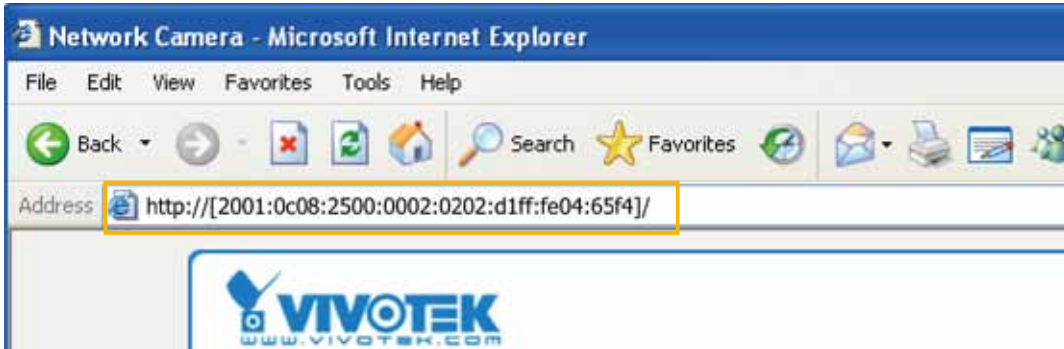 Network Camera - Microsoft Internet Explorer
File Edit View Favorites Tools Help
Back Search Favorites
Address http://[2001:0c08:2500:0002:0202:d1ff:fe04:65f4]/
VIVOTEK
www.vivotek.com